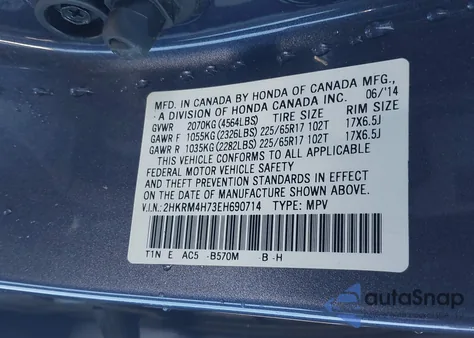 MFD. IN CANADA BY HONDA OF CANADA MFG.,
A DIVISION OF HONDA CANADA INC. 06/'14
GVWR 2070KG(4564LBS) TIRE SIZE RIM SIZE
GAWR F 1055KG(2326LBS) 225/65R17 102T 17X6.5J
GAWR R 1035KG(2282LBS) 225/65R17 102T 17X6.5J
THIS VEHICLE CONFORMS TO ALL APPLICABLE
FEDERAL MOTOR VEHICLE SAFETY AND
THEFT PREVENTION STANDARDS IN EFFECT
ON THE DATE OF MANUFACTURE SHOWN ABOVE.
V.I.N.: 2HKRM4H73EH690714 TYPE: MPV
T1N E AC5 -B570M -B-H
autaSnap